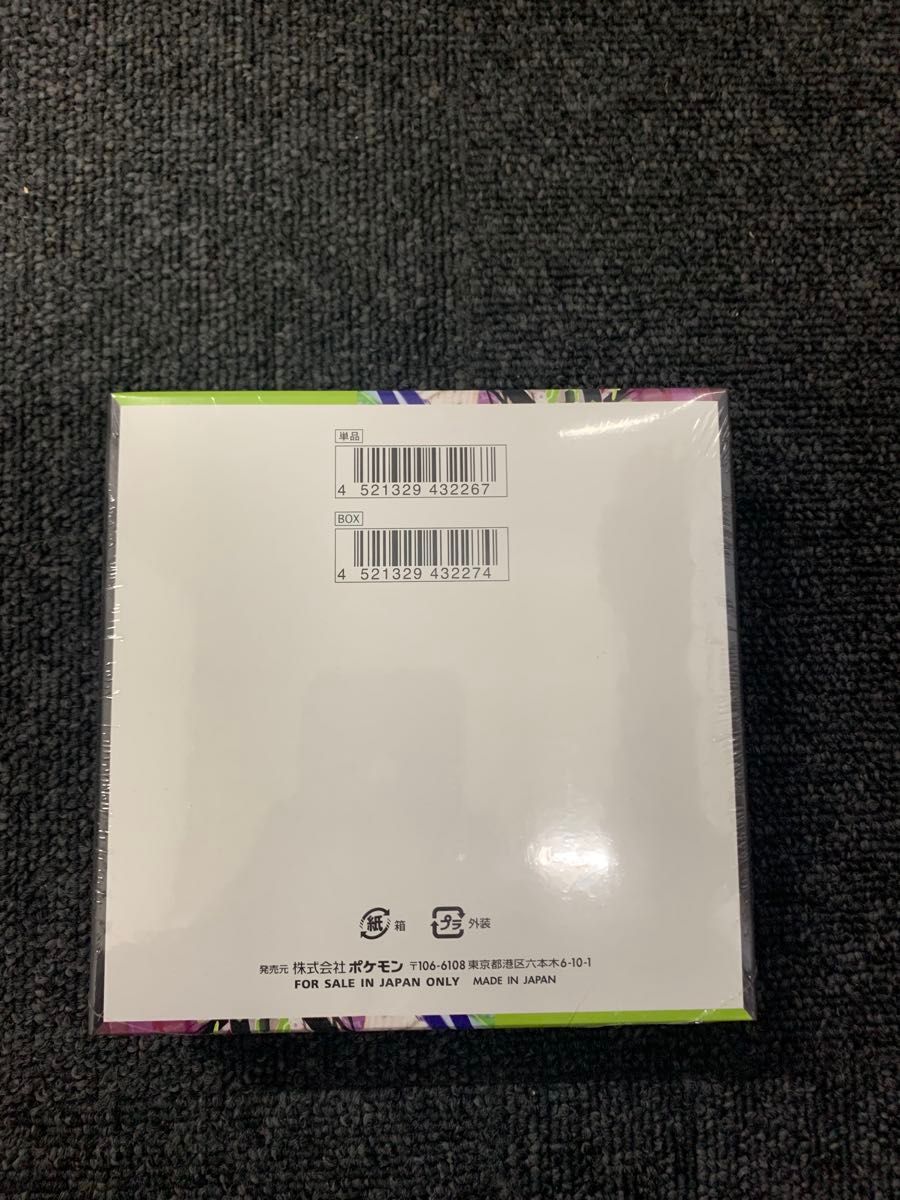 単品
4 521329 432267
BOX
4 521329 432274
紙 箱 プラ 外装
発売元 株式会社 ポケモン 〒106-6108 東京都港区六本木6-10-1
FOR SALE IN JAPAN ONLY MADE IN JAPAN